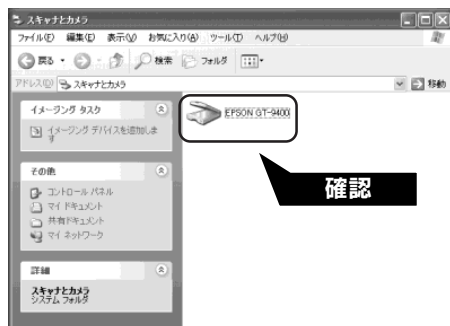 スキャナとカメラ
ファイル(F) 編集(E) 表示(V) お気に入り(A) ツール(T) ヘルプ(H)
戻る 検索 フォルダ
アドレス(D) スキャナとカメラ 移動
イメージング タスク
イメージング デバイスを追加しま
す
EPSON GT-9400
確認
その他
コントロール パネル
マイ ドキュメント
共有ドキュメント
マイ ネットワーク
詳細
スキャナとカメラ
システム フォルダ